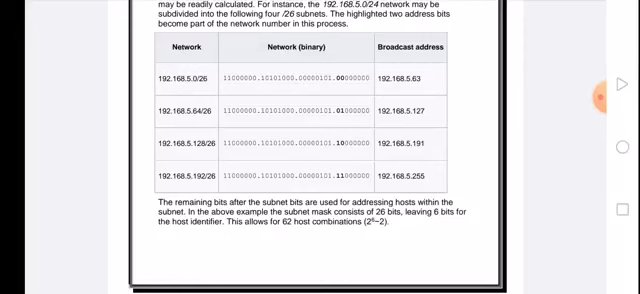 may be readily calculated. For instance, the 192.168.5.0/24 network may be
subdivided into the following four /26 subnets. The highlighted two address bits
become part of the network number in this process.
Network Network (binary) Broadcast address
192.168.5.0/26 11000000.10101000.00000101.00000000 192.168.5.63
192.168.5.64/26 11000000.10101000.00000101.01000000 192.168.5.127
192.168.5.128/26 11000000.10101000.00000101.10000000 192.168.5.191
192.168.5.192/26 11000000.10101000.00000101.11000000 192.168.5.255
The remaining bits after the subnet bits are used for addressing hosts within the
subnet. In the above example the subnet mask consists of 26 bits, leaving 6 bits for
the host identifier. This allows for 62 host combinations (2⁶−2).